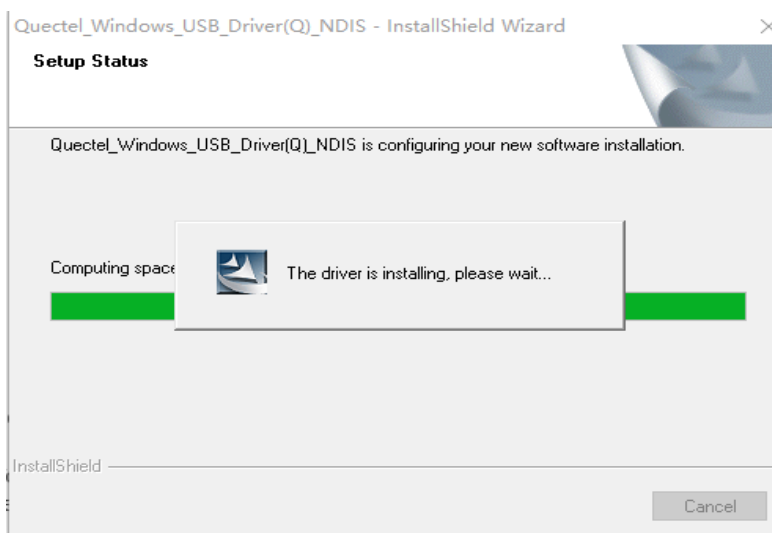 Quectel_Windows_USB_Driver(Q)_NDIS - InstallShield Wizard
Setup Status
Quectel_Windows_USB_Driver(Q)_NDIS is configuring your new software installation.
Computing space
The driver is installing, please wait...
InstallShield
Cancel